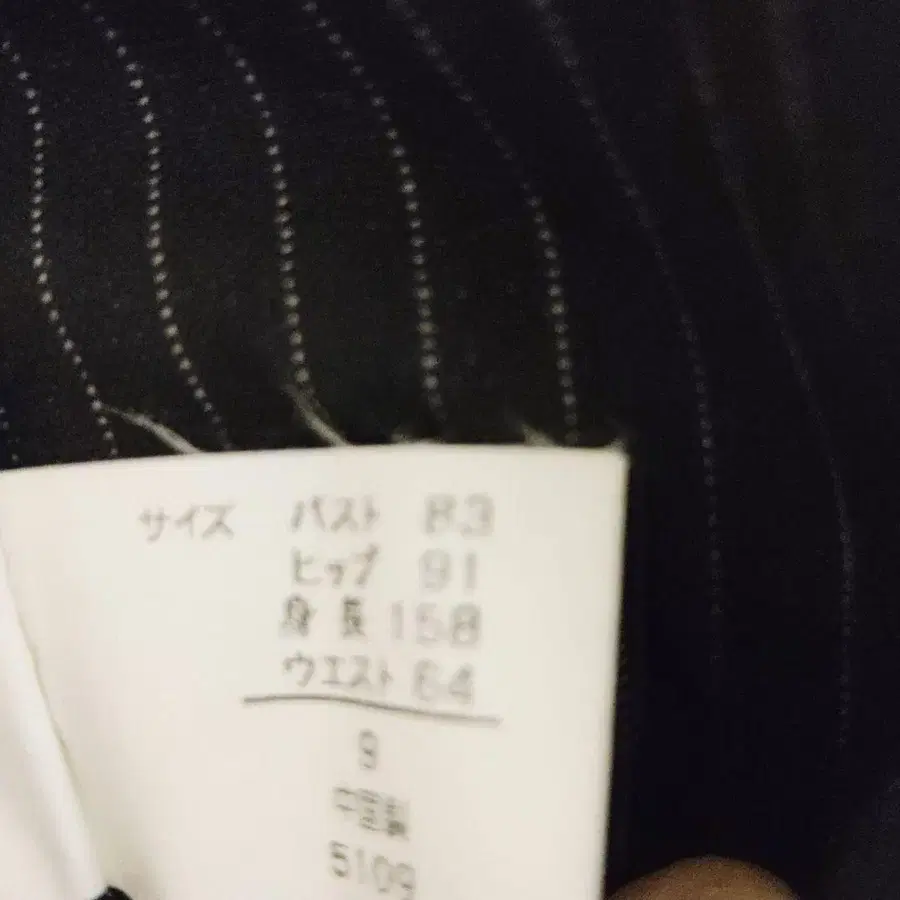 サイズ バスト 83
ヒップ 91
身長 158
ウエスト 64
9
中国製
5109